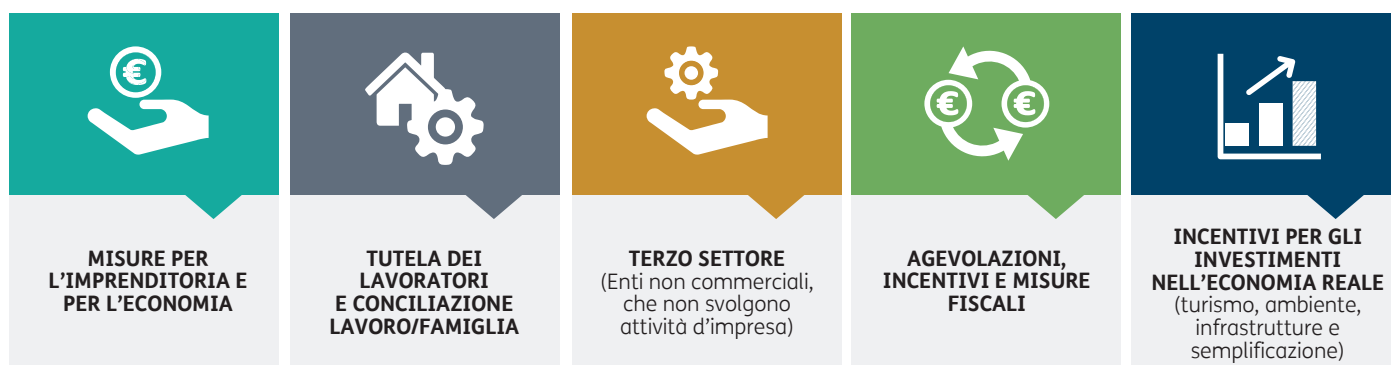 €
MISURE PER
L'IMPRENDITORIA E
PER L'ECONOMIA
TUTELA DEI
LAVORATORI
E CONCILIAZIONE
LAVORO/FAMIGLIA
TERZO SETTORE
(Enti non commerciali,
che non svolgono
attività d'impresa)
€ €
AGEVOLAZIONI,
INCENTIVI E MISURE
FISCALI
INCENTIVI PER GLI
INVESTIMENTI
NELL'ECONOMIA REALE
(turismo, ambiente,
infrastrutture e
semplificazione)